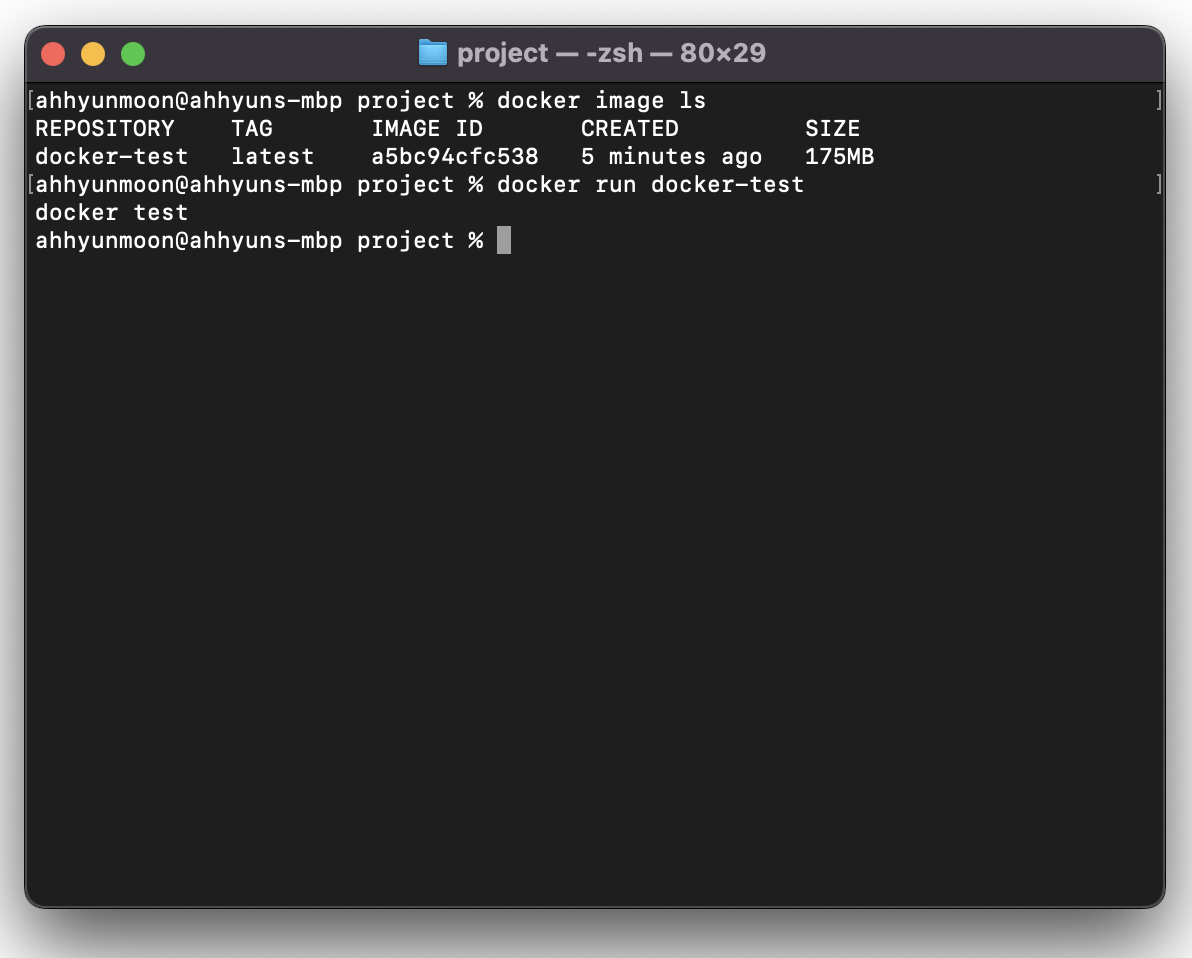 project — -zsh — 80×29
[ahhyunmoon@ahhyuns-mbp project % docker image ls ]
REPOSITORY    TAG       IMAGE ID       CREATED         SIZE
docker-test   latest    a5bc94cfc538   5 minutes ago   175MB
[ahhyunmoon@ahhyuns-mbp project % docker run docker-test ]
docker test
ahhyunmoon@ahhyuns-mbp project %